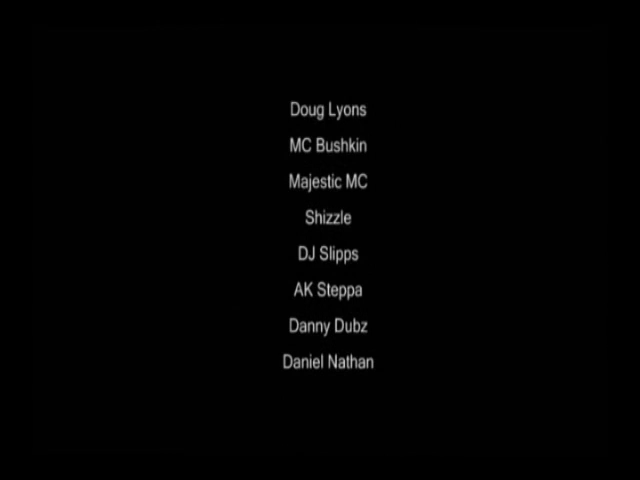 Doug Lyons
MC Bushkin
Majestic MC
Shizzle
DJ Slipps
AK Steppa
Danny Dubz
Daniel Nathan